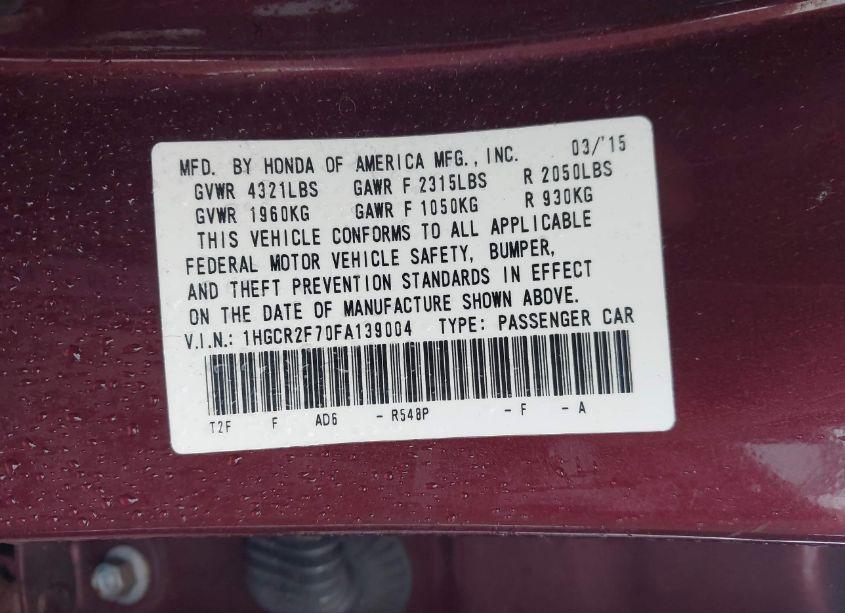 MFD. BY HONDA OF AMERICA MFG., INC. 03/'15
GVWR 4321LBS GAWR F 2315LBS R 2050LBS
GVWR 1960KG GAWR F 1050KG R 930KG
THIS VEHICLE CONFORMS TO ALL APPLICABLE
FEDERAL MOTOR VEHICLE SAFETY, BUMPER,
AND THEFT PREVENTION STANDARDS IN EFFECT
ON THE DATE OF MANUFACTURE SHOWN ABOVE.
V.I.N.: 1HGCR2F70FA139004 TYPE: PASSENGER CAR
T2F F AD6 - R548P - F - A